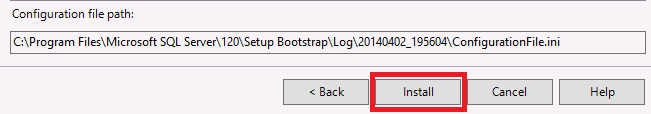 Configuration file path:
C:\Program Files\Microsoft SQL Server\120\Setup Bootstrap\Log\20140402_195604\ConfigurationFile.ini
< Back Install Cancel Help